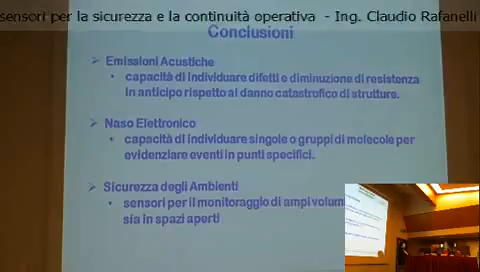 sensori per la sicurezza e la continuità operativa - Ing. Claudio Rafanelli
Conclusioni
➢ Emissioni Acustiche
• capacità di individuare difetti e diminuzione di resistenza
in anticipo rispetto al danno catastrofico di strutture.
➢ Naso Elettronico
• capacità di individuare singole o gruppi di molecole per
evidenziare eventi in punti specifici.
➢ Sicurezza degli Ambienti
• sensori per il monitoraggio di ampi volum
sia in spazi aperti